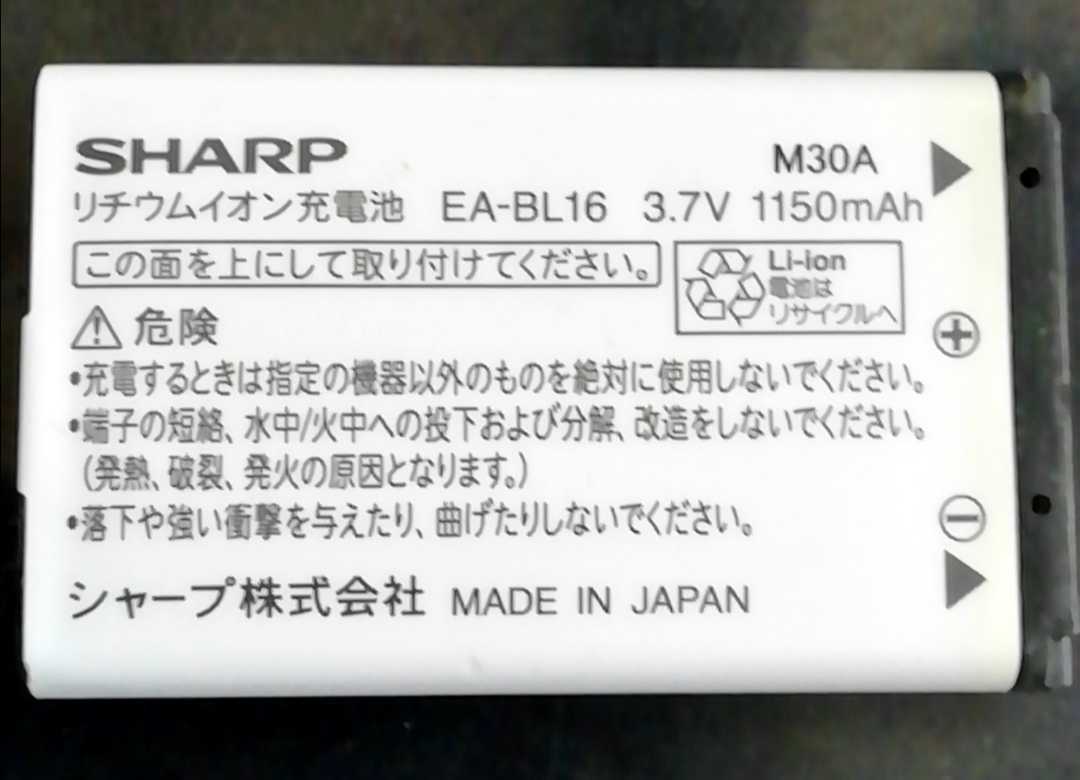 SHARP
M30A
リチウムイオン充電池 EA-BL16 3.7V 1150mAh
この面を上にして取り付けてください。
Li-ion
電池は
リサイクルへ
危険
•充電するときは指定の機器以外のものを絶対に使用しないでください。
•端子の短絡、水中/火中への投下および分解、改造をしないでください。
(発熱、破裂、発火の原因となります。)
•落下や強い衝撃を与えたり、曲げたりしないでください。
シャープ株式会社 MADE IN JAPAN